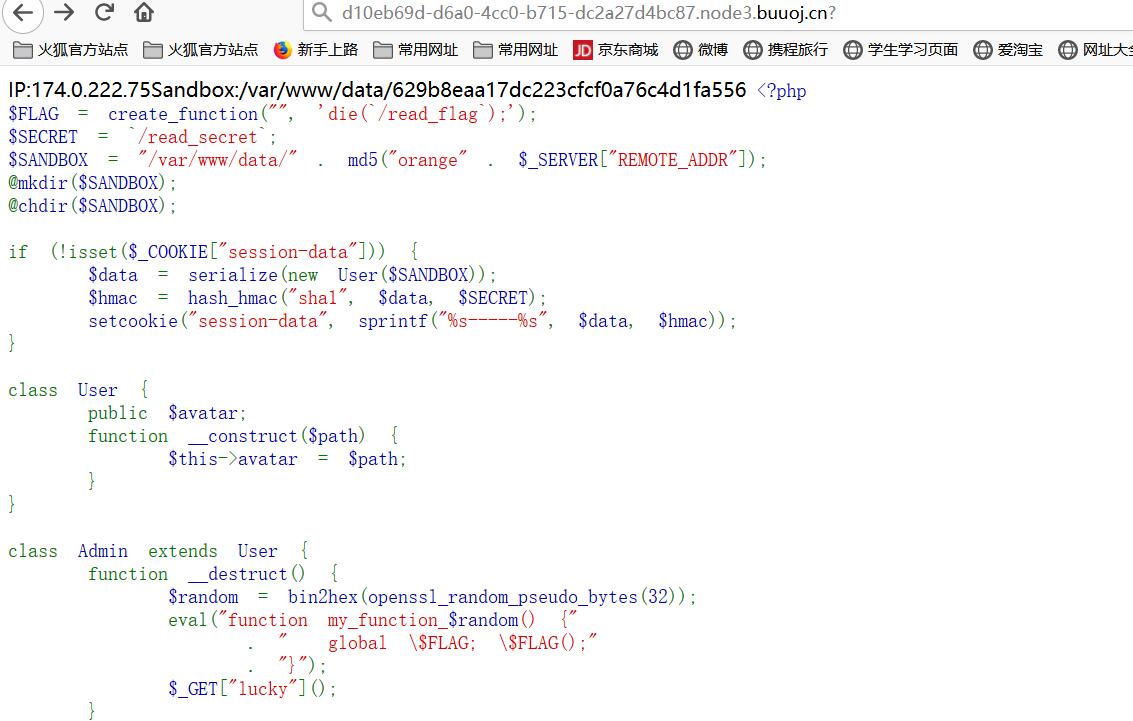 d10eb69d-d6a0-4cc0-b715-dc2a27d4bc87.node3.buuoj.cn?
火狐官方站点 火狐官方站点 新手上路 常用网址 常用网址 JD 京东商城 微博 携程旅行 学生学习页面 爱淘宝 网址大全
IP:174.0.222.75Sandbox:/var/www/data/629b8eaa17dc223cfcf0a76c4d1fa556 <?php
$FLAG = create_function("", 'die(`/read_flag`);');
$SECRET = `/read_secret`;
$SANDBOX = "/var/www/data/" . md5("orange" . $_SERVER["REMOTE_ADDR"]);
@mkdir($SANDBOX);
@chdir($SANDBOX);
if (!isset($_COOKIE["session-data"])) {
$data = serialize(new User($SANDBOX));
$hmac = hash_hmac("sha1", $data, $SECRET);
setcookie("session-data", sprintf("%s-----%s", $data, $hmac));
}
class User {
public $avatar;
function __construct($path) {
$this->avatar = $path;
}
}
class Admin extends User {
function __destruct() {
$random = bin2hex(openssl_random_pseudo_bytes(32));
eval("function my_function_$random() {"
. " global \$FLAG; \$FLAG();"
. "}");
$_GET["lucky"]();
}